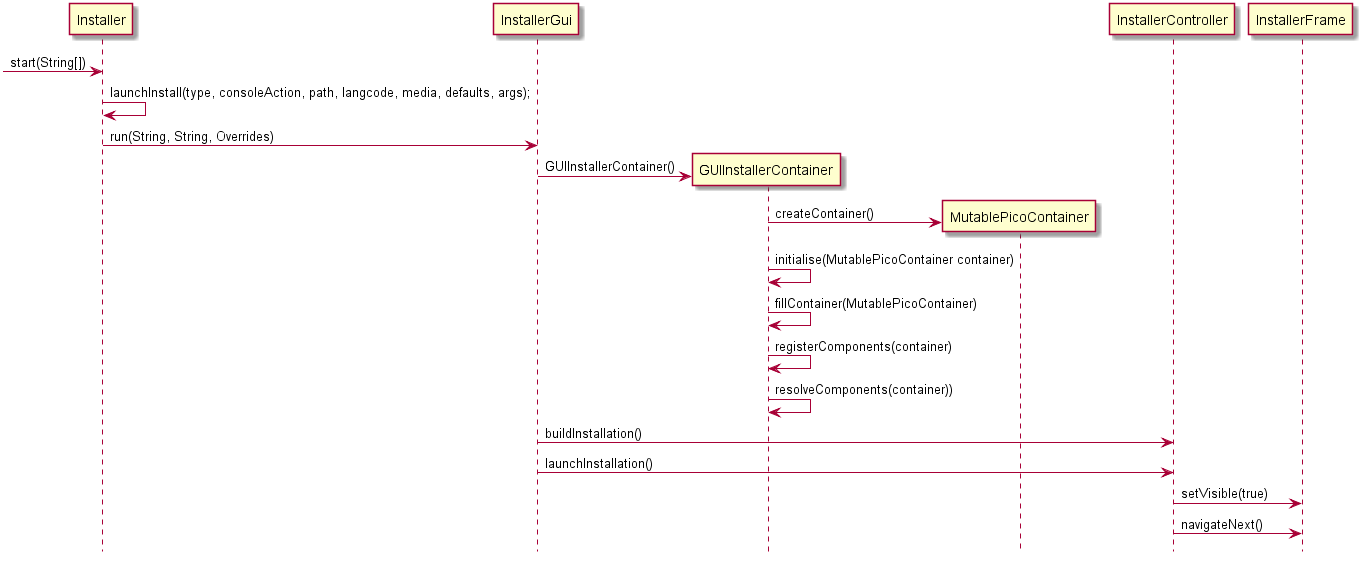 Installer
InstallerGui
InstallerController
InstallerFrame
start(String[])
launchInstall(type, consoleAction, path, langcode, media, defaults, args);
run(String, String, Overrides)
GUIInstallerContainer()
GUIInstallerContainer
createContainer()
MutablePicoContainer
initialise(MutablePicoContainer container)
fillContainer(MutablePicoContainer)
registerComponents(container)
resolveComponents(container))
buildInstallation()
launchInstallation()
setVisible(true)
navigateNext()